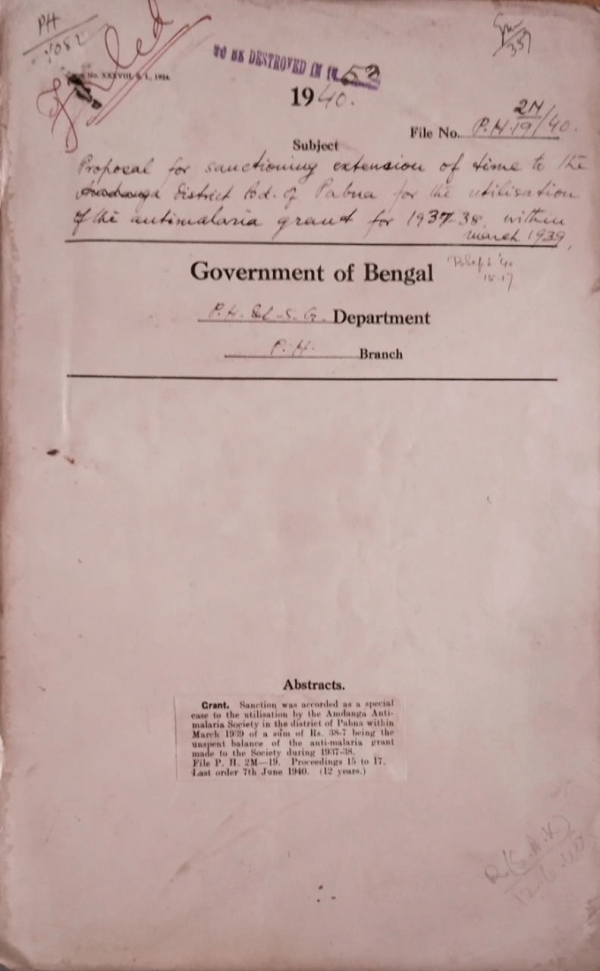 PH
TO BE DESTROYED IN 1952
No. XXXVIII, S. L., 1934.
1940.
File No. P.H. 2M/19/40.
Subject
Proposal for sanctioning extension of time to the
District Bd. of Pabna for the utilisation
of the antimalaria grant for 1937-38, within
March 1939,
Government of Bengal
P.H. & L.S.G. Department
P.H. Branch
Abstracts.
Grant. Sanction was accorded as a special
case to the utilisation by the Amdanga Anti-
malaria Society in the district of Pabna within
March 1939 of a sum of Rs. 38-7 being the
unspent balance of the anti-malaria grant
made to the Society during 1937-38.
File P. H. 2M—19. Proceedings 15 to 17.
Last order 7th June 1940. (12 years.)